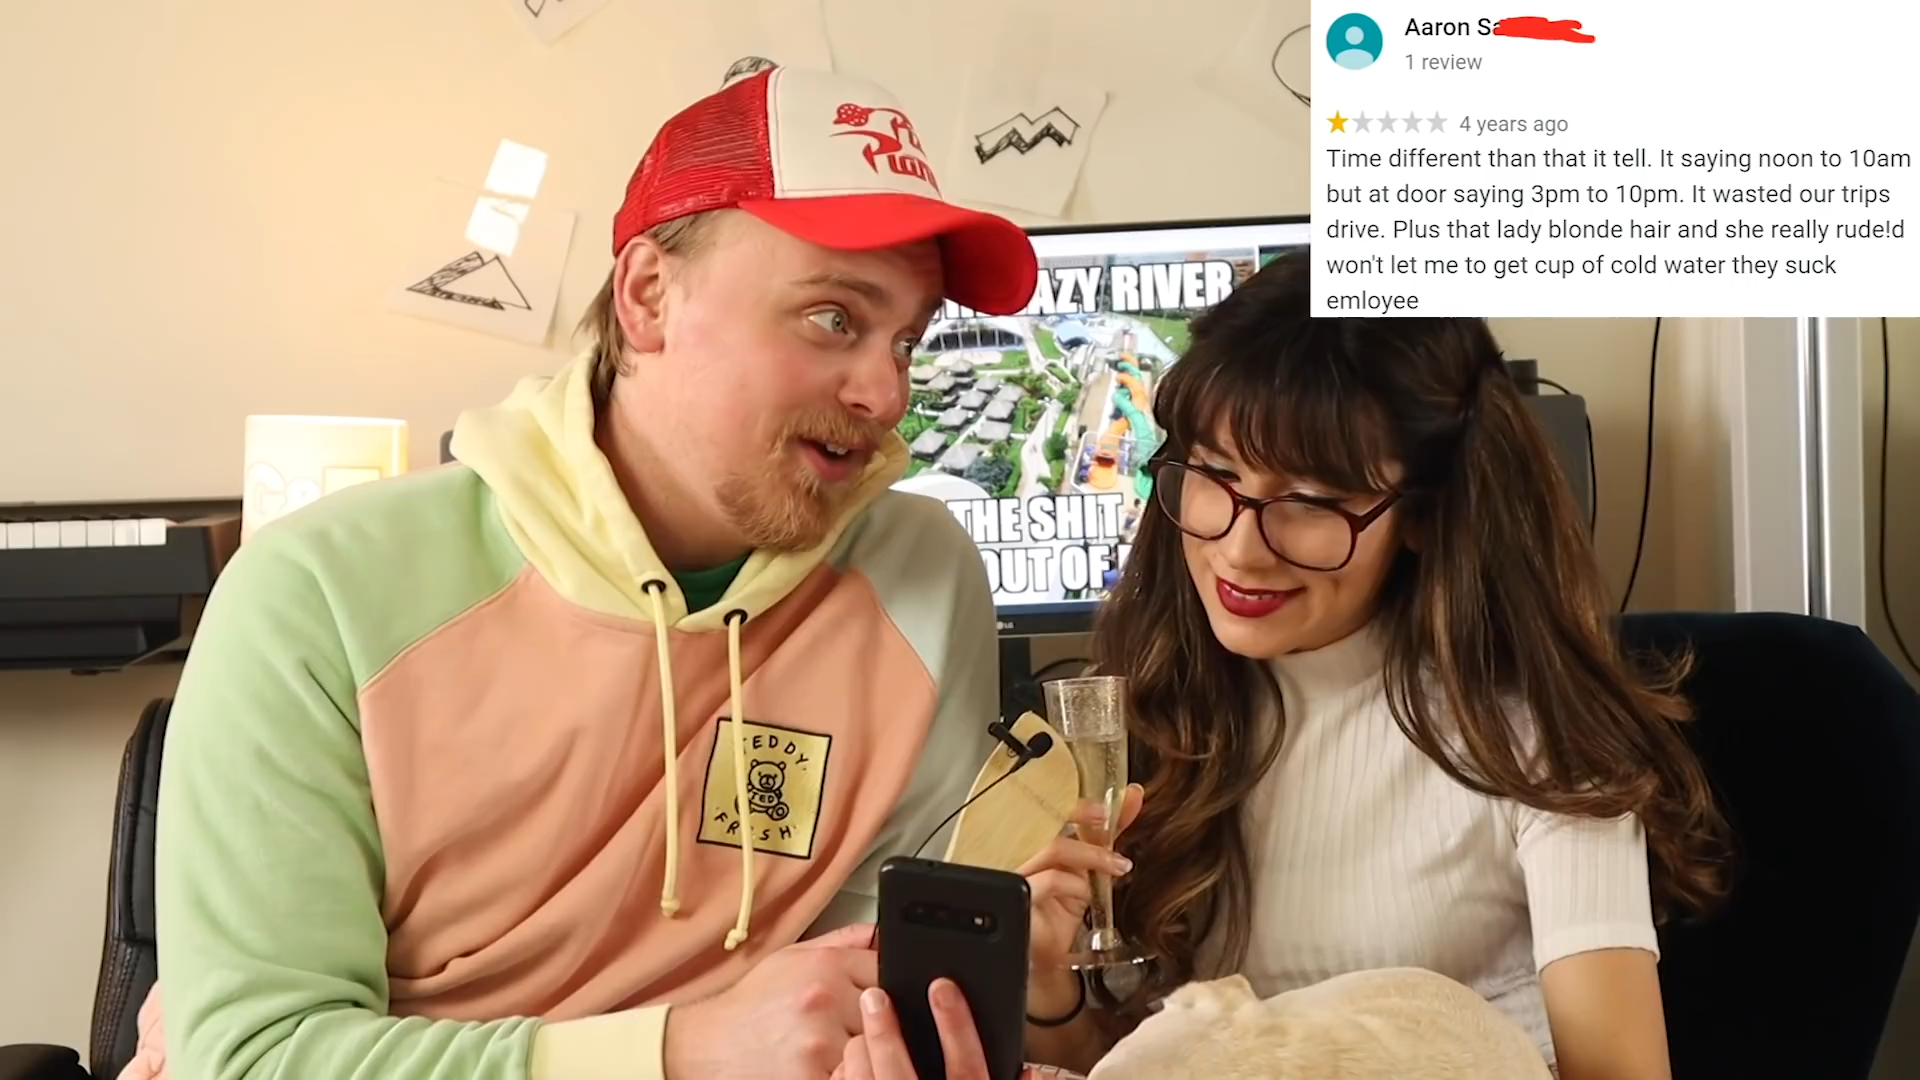 Aaron Sa
1 review
4 years ago
Time different than that it tell. It saying noon to 10am
but at door saying 3pm to 10pm. It wasted our trips
drive. Plus that lady blonde hair and she really rude!d
won't let me to get cup of cold water they suck
emloyee
AZY RIVER
THE SHIT
OUT OF
TEDDY
TED
FRESH
LG